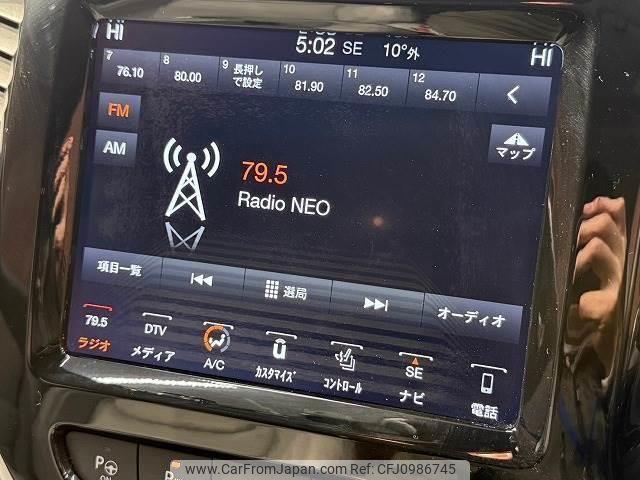 Hi
5:02 SE 10°外
Hi
7 76.10
8 80.00
9 長押しで設定
10 81.90
11 82.50
12 84.70
FM
AM
マップ
79.5
Radio NEO
項目一覧
選局
オーディオ
79.5 ラジオ
DTV メディア
A/C
カスタマイズ
コントロール
SE ナビ
電話
P ON
P
www.CarFromJapan.com - CFJ No. CFJ0986745